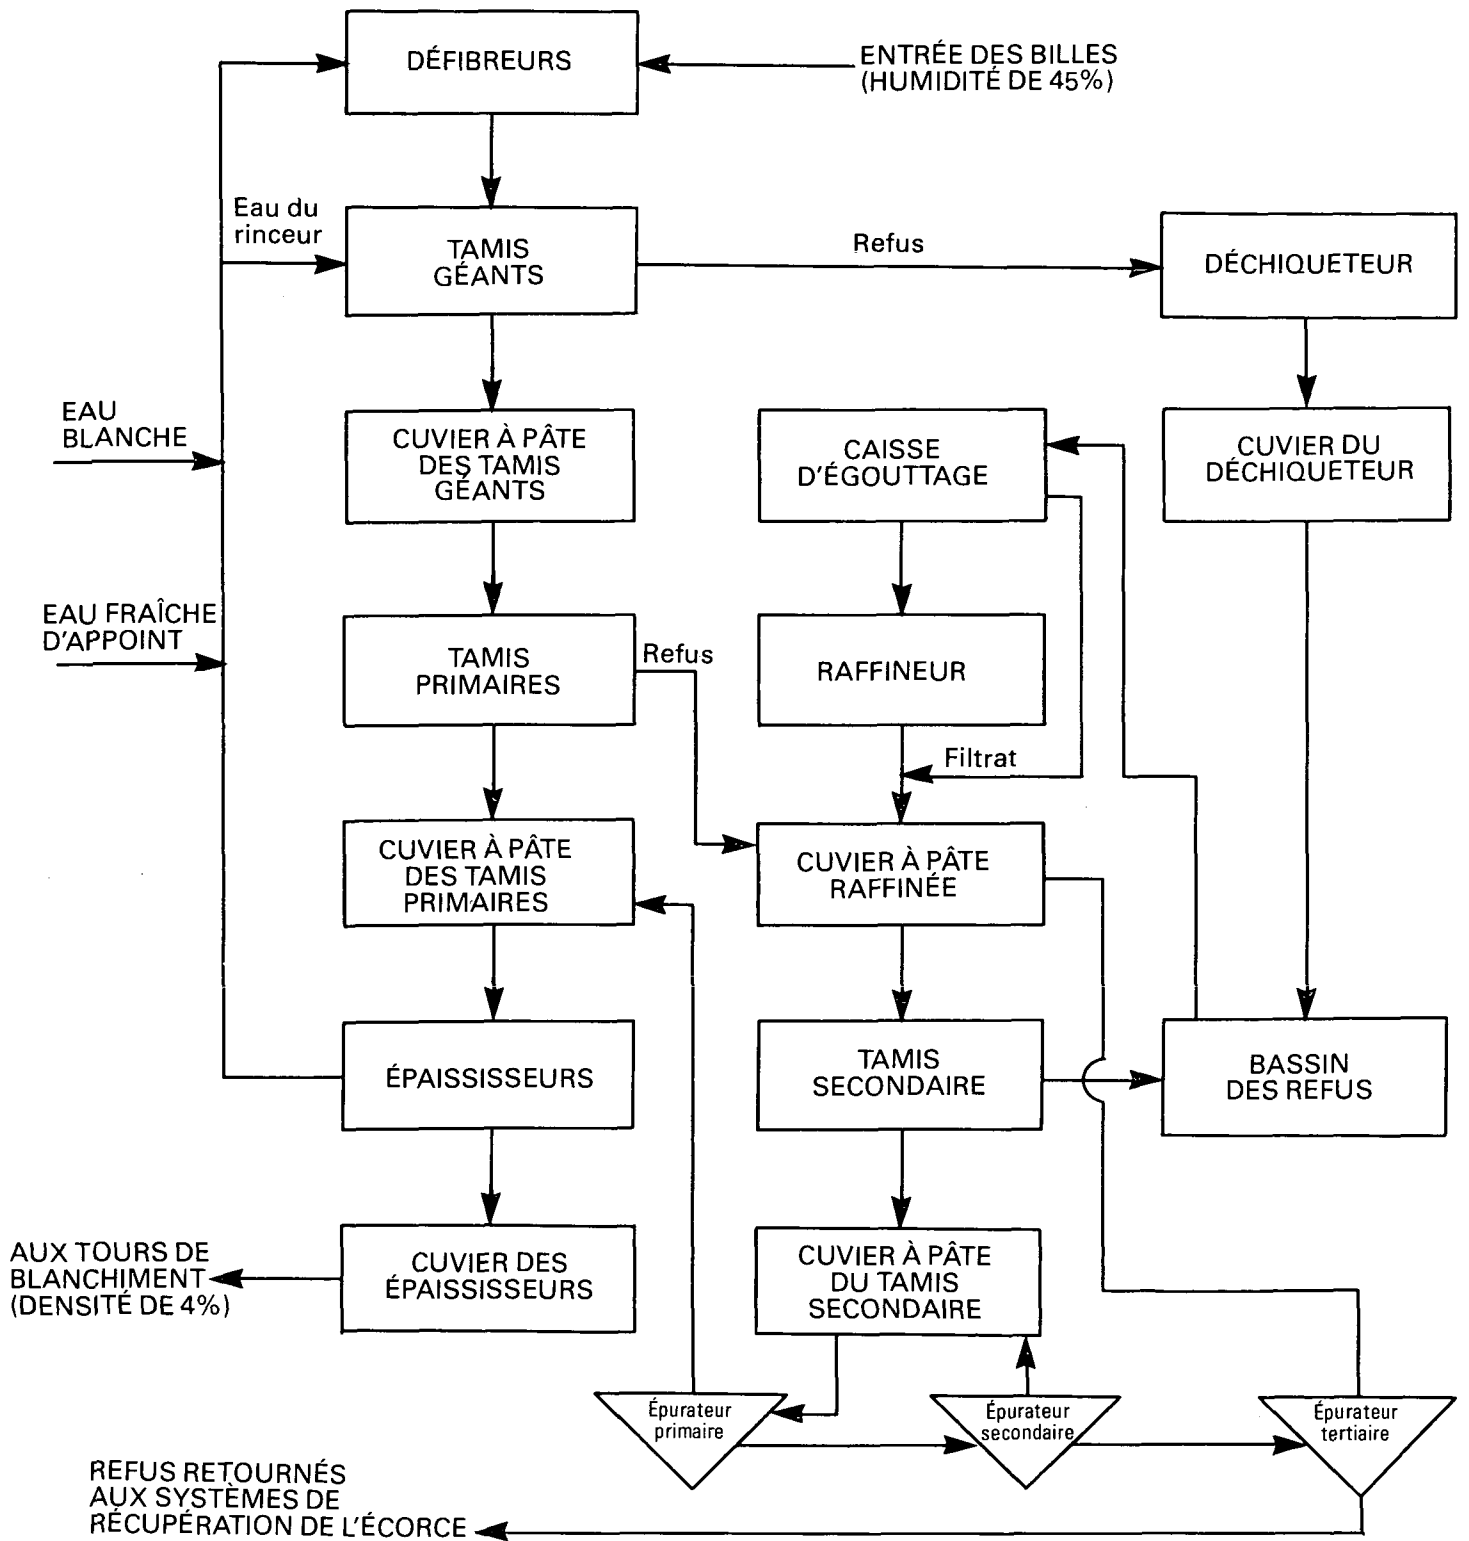 DÉFIBREURS
ENTRÉE DES BILLES
(HUMIDITÉ DE 45%)
Eau du
rinceur
TAMIS
GÉANTS
Refus
DÉCHIQUETEUR
EAU
BLANCHE
CUVIER À PÂTE
DES TAMIS
GÉANTS
CAISSE
D'ÉGOUTTAGE
CUVIER DU
DÉCHIQUETEUR
EAU FRAÎCHE
D'APPOINT
TAMIS
PRIMAIRES
Refus
RAFFINEUR
Filtrat
CUVIER À PÂTE
DES TAMIS
PRIMAIRES
CUVIER À PÂTE
RAFFINÉE
ÉPAISSISSEURS
TAMIS
SECONDAIRE
BASSIN
DES REFUS
AUX TOURS DE
BLANCHIMENT
(DENSITÉ DE 4%)
CUVIER DES
ÉPAISSISSEURS
CUVIER À PÂTE
DU TAMIS
SECONDAIRE
Épurateur
primaire
Épurateur
secondaire
Épurateur
tertiaire
REFUS RETOURNÉS
AUX SYSTÈMES DE
RÉCUPÉRATION DE L'ÉCORCE